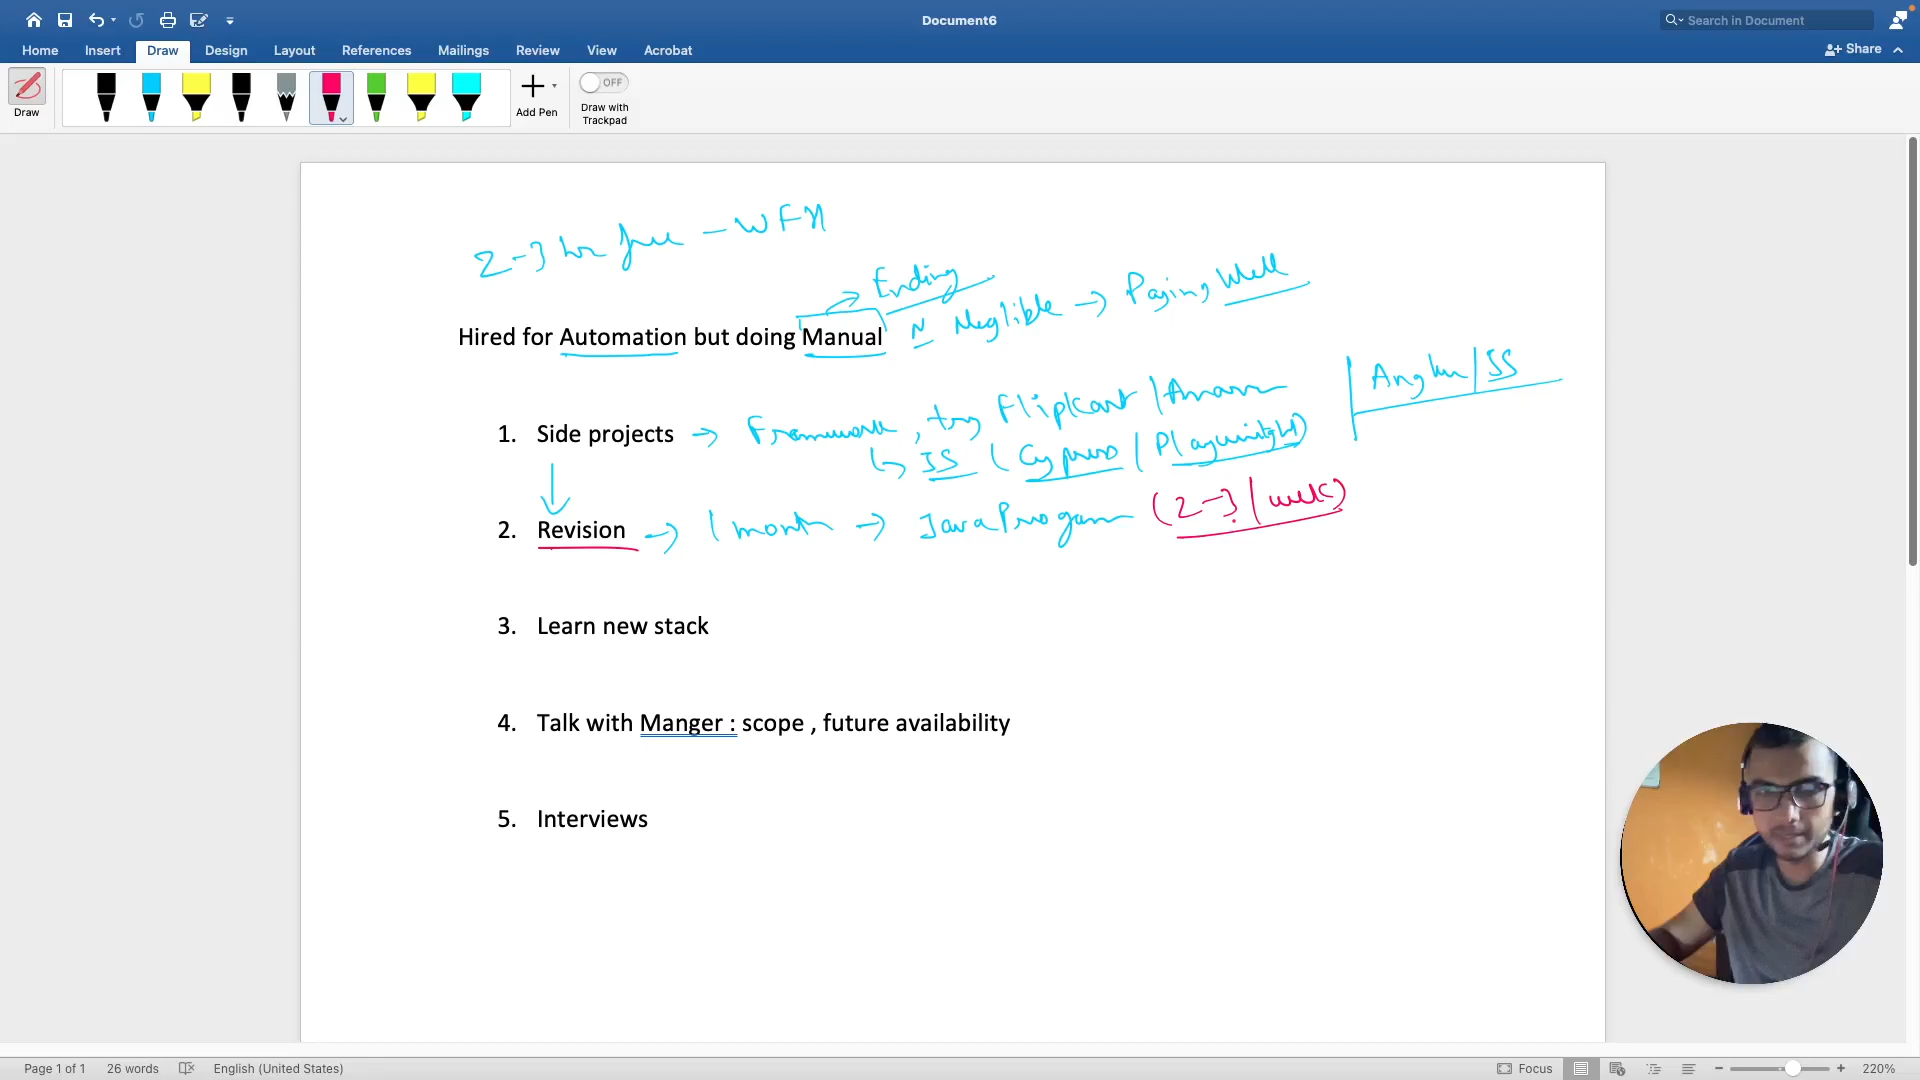 Document6
Search in Document
Home Insert Draw Design Layout References Mailings Review View Acrobat
Share
Draw
Add Pen
OFF
Draw with Trackpad
2-3 hr free - WFH
Ending
Hired for Automation but doing Manual N Neglible → Paying Well
1. Side projects → Framework, try Flipkart | Amazon
↳ JS ( Cypress | Playwright)
| JS
2. Revision → 1 month → Java Program (2-3 | week)
3. Learn new stack
4. Talk with Manger : scope , future availability
5. Interviews
Page 1 of 1 26 words English (United States) Focus 220%